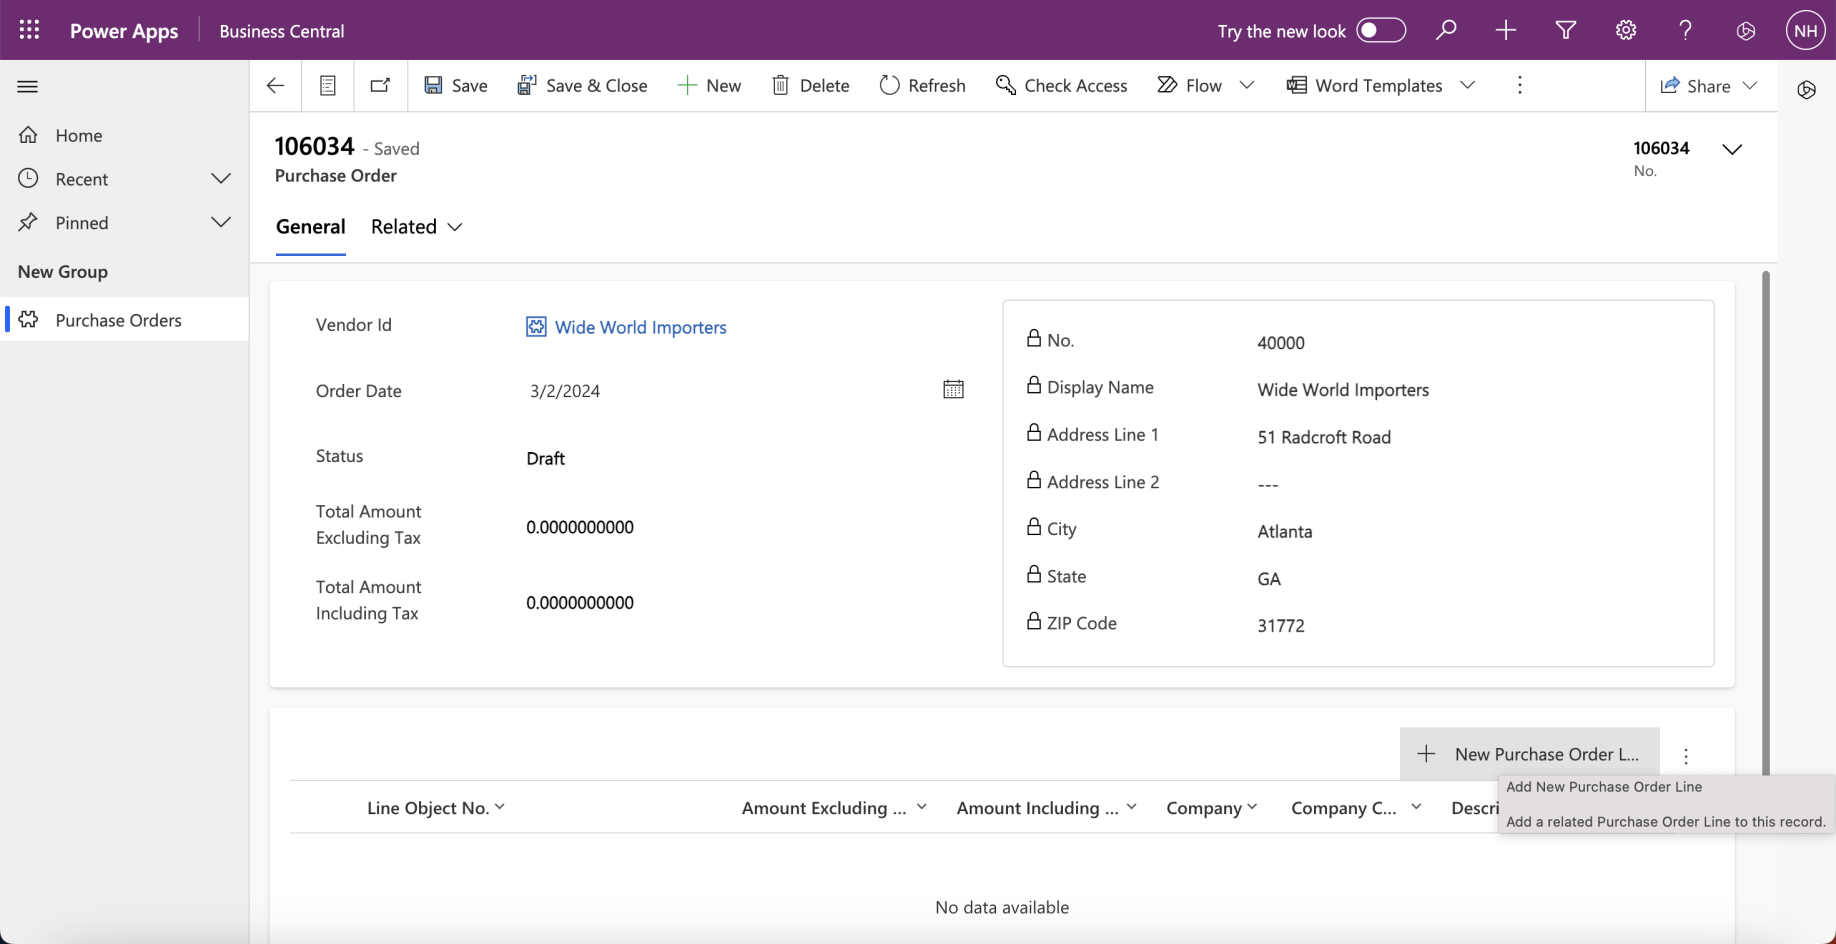 Power Apps
Business Central
Try the new look
NH
Save
Save & Close
New
Delete
Refresh
Check Access
Flow
Word Templates
Share
Home
Recent
Pinned
New Group
Purchase Orders
106034 - Saved
Purchase Order
106034
No.
General
Related
Vendor Id
Wide World Importers
Order Date
3/2/2024
Status
Draft
Total Amount
Excluding Tax
0.0000000000
Total Amount
Including Tax
0.0000000000
No.
40000
Display Name
Wide World Importers
Address Line 1
51 Radcroft Road
Address Line 2
---
City
Atlanta
State
GA
ZIP Code
31772
New Purchase Order L...
Add New Purchase Order Line
Add a related Purchase Order Line to this record.
Line Object No.
Amount Excluding ...
Amount Including ...
Company
Company C...
Descri
No data available